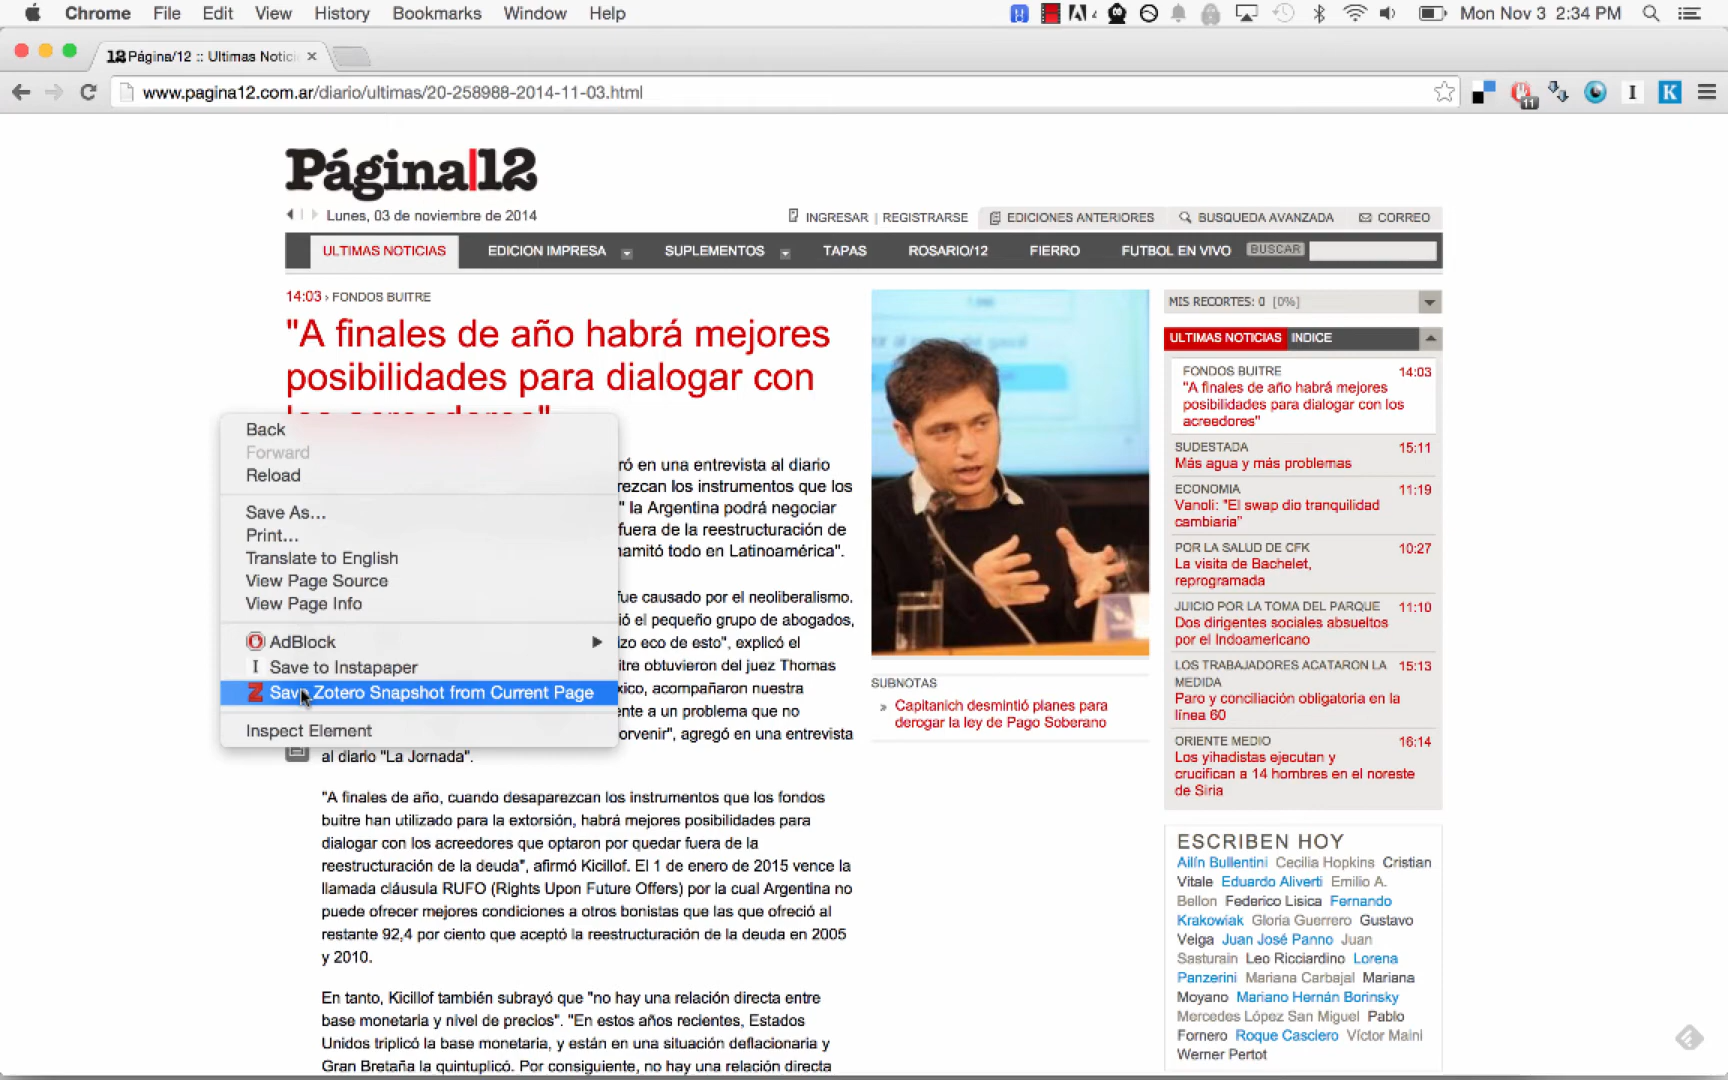 Chrome File Edit View History Bookmarks Window Help
Mon Nov 3 2:34 PM
12 Página/12 :: Ultimas Notici
www.pagina12.com.ar/diario/ultimas/20-258988-2014-11-03.html
11
I
K
Página|12
Lunes, 03 de noviembre de 2014
INGRESAR | REGISTRARSE
EDICIONES ANTERIORES
BUSQUEDA AVANZADA
CORREO
ULTIMAS NOTICIAS
EDICION IMPRESA
SUPLEMENTOS
TAPAS
ROSARIO/12
FIERRO
FUTBOL EN VIVO
BUSCAR
14:03 › FONDOS BUITRE
"A finales de año habrá mejores
posibilidades para dialogar con
Back
Forward
Reload
Save As...
Print...
Translate to English
View Page Source
View Page Info
AdBlock
I Save to Instapaper
Z Save Zotero Snapshot from Current Page
Inspect Element
ró en una entrevista al diario
rezcan los instrumentos que los
" la Argentina podrá negociar
fuera de la reestructuración de
namitó todo en Latinoamérica".
fue causado por el neoliberalismo.
ió el pequeño grupo de abogados,
izo eco de esto", explicó el
itre obtuvieron del juez Thomas
xico, acompañaron nuestra
ente a un problema que no
orvenir", agregó en una entrevista
al diario "La Jornada".
"A finales de año, cuando desaparezcan los instrumentos que los fondos
buitre han utilizado para la extorsión, habrá mejores posibilidades para
dialogar con los acreedores que optaron por quedar fuera de la
reestructuración de la deuda", afirmó Kicillof. El 1 de enero de 2015 vence la
llamada cláusula RUFO (Rights Upon Future Offers) por la cual Argentina no
puede ofrecer mejores condiciones a otros bonistas que las que ofreció al
restante 92,4 por ciento que aceptó la reestructuración de la deuda en 2005
y 2010.
En tanto, Kicillof también subrayó que "no hay una relación directa entre
base monetaria y nivel de precios". "En estos años recientes, Estados
Unidos triplicó la base monetaria, y están en una situación deflacionaria y
Gran Bretaña la quintuplicó. Por consiguiente, no hay una relación directa
SUBNOTAS
» Capitanich desmintió planes para
derogar la ley de Pago Soberano
MIS RECORTES: 0 [0%]
ULTIMAS NOTICIAS INDICE
FONDOS BUITRE 14:03
"A finales de año habrá mejores
posibilidades para dialogar con los
acreedores"
SUDESTADA 15:11
Más agua y más problemas
ECONOMIA 11:19
Vanoli: "El swap dio tranquilidad
cambiaria"
POR LA SALUD DE CFK 10:27
La visita de Bachelet,
reprogramada
JUICIO POR LA TOMA DEL PARQUE 11:10
Dos dirigentes sociales absueltos
por el Indoamericano
LOS TRABAJADORES ACATARON LA 15:13
MEDIDA
Paro y conciliación obligatoria en la
línea 60
ORIENTE MEDIO 16:14
Los yihadistas ejecutan y
crucifican a 14 hombres en el noreste
de Siria
ESCRIBEN HOY
Ailín Bullentini Cecilia Hopkins Cristian
Vitale Eduardo Aliverti Emilio A.
Bellon Federico Lisica Fernando
Krakowiak Gloria Guerrero Gustavo
Velga Juan José Panno Juan
Sasturain Leo Ricciardino Lorena
Panzerini Mariana Carbajal Mariana
Moyano Mariano Hernán Borinsky
Mercedes López San Miguel Pablo
Fornero Roque Casciero Víctor Maini
Werner Pertot